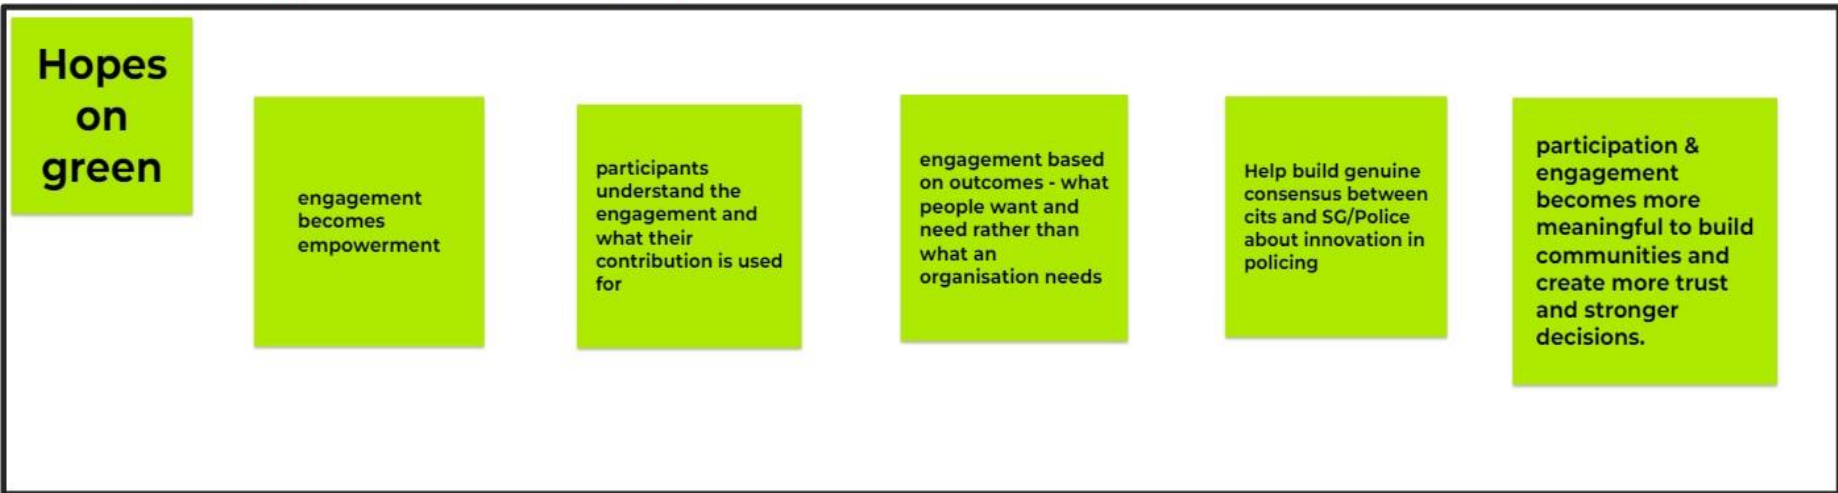 Hopes
on
green
engagement
becomes
empowerment
participants
understand the
engagement and
what their
contribution is used
for
engagement based
on outcomes - what
people want and
need rather than
what an
organisation needs
Help build genuine
consensus between
cits and SG/Police
about innovation in
policing
participation &
engagement
becomes more
meaningful to build
communities and
create more trust
and stronger
decisions.